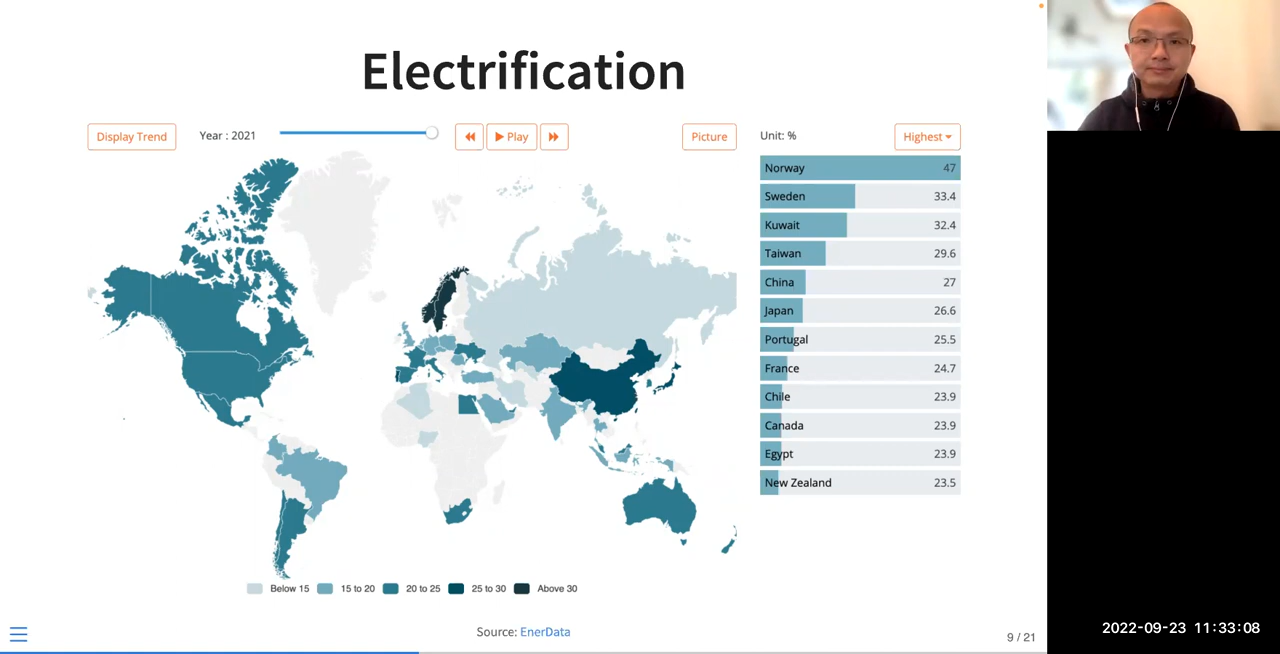 Electrification
Display Trend Year : 2021 Play Picture Unit: % Highest
Norway 47
Sweden 33.4
Kuwait 32.4
Taiwan 29.6
China 27
Japan 26.6
Portugal 25.5
France 24.7
Chile 23.9
Canada 23.9
Egypt 23.9
New Zealand 23.5
Below 15 15 to 20 20 to 25 25 to 30 Above 30
Source: EnerData
9 / 21
2022-09-23 11:33:08